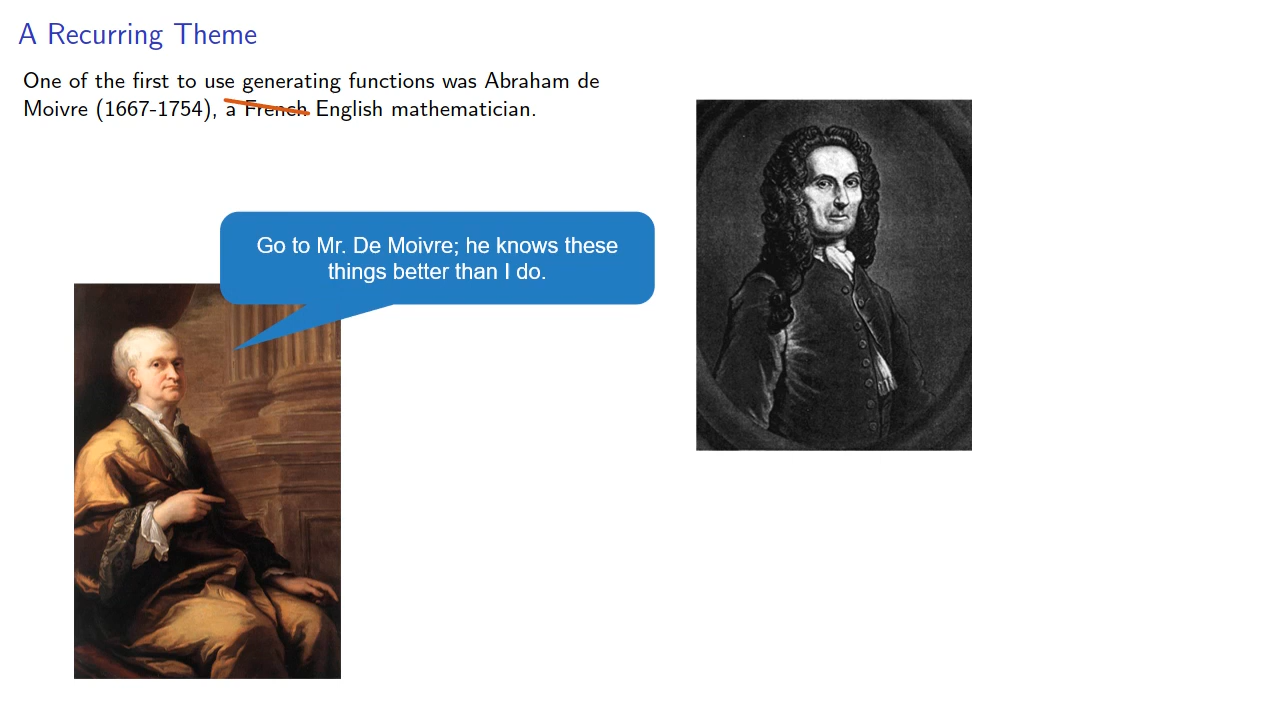 A Recurring Theme
One of the first to use generating functions was Abraham de
Moivre (1667-1754), a French English mathematician.
Go to Mr. De Moivre; he knows these
things better than I do.